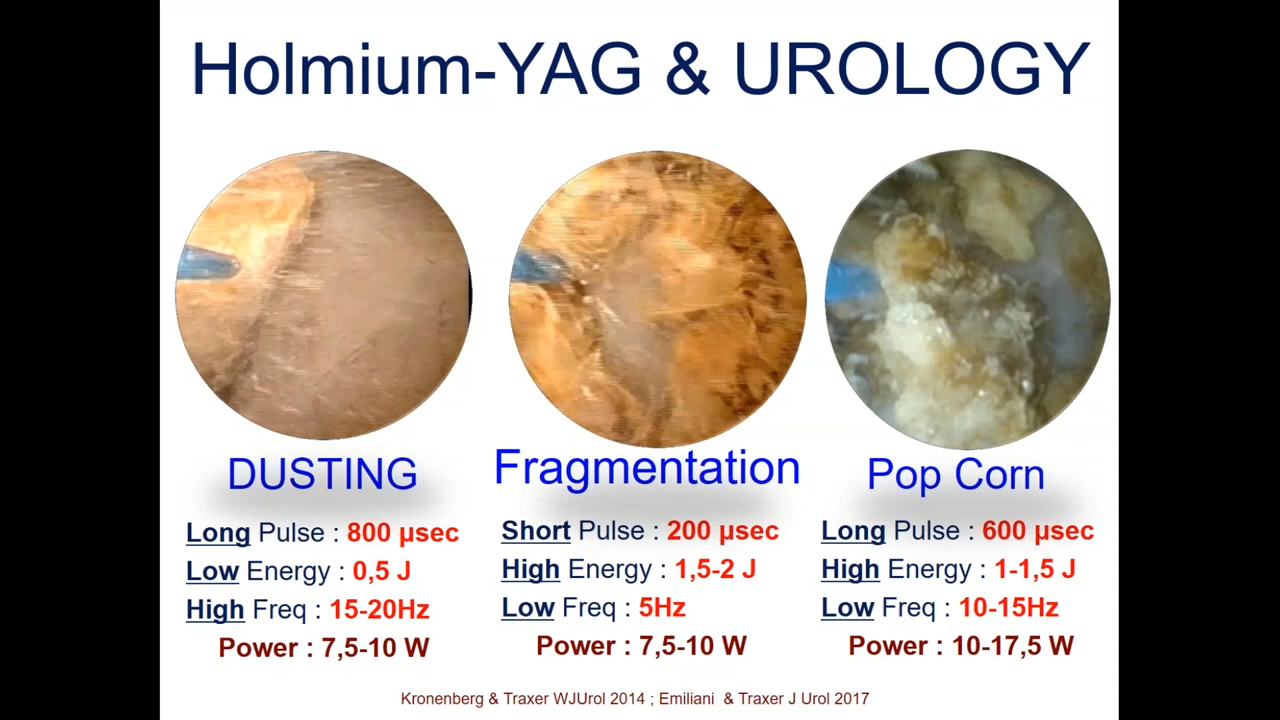 Holmium-YAG & UROLOGY
DUSTING
Long Pulse : 800 µsec
Low Energy : 0,5 J
High Freq : 15-20Hz
Power : 7,5-10 W
Fragmentation
Short Pulse : 200 µsec
High Energy : 1,5-2 J
Low Freq : 5Hz
Power : 7,5-10 W
Pop Corn
Long Pulse : 600 µsec
High Energy : 1-1,5 J
Low Freq : 10-15Hz
Power : 10-17,5 W
Kronenberg & Traxer WJUrol 2014 ; Emiliani & Traxer J Urol 2017